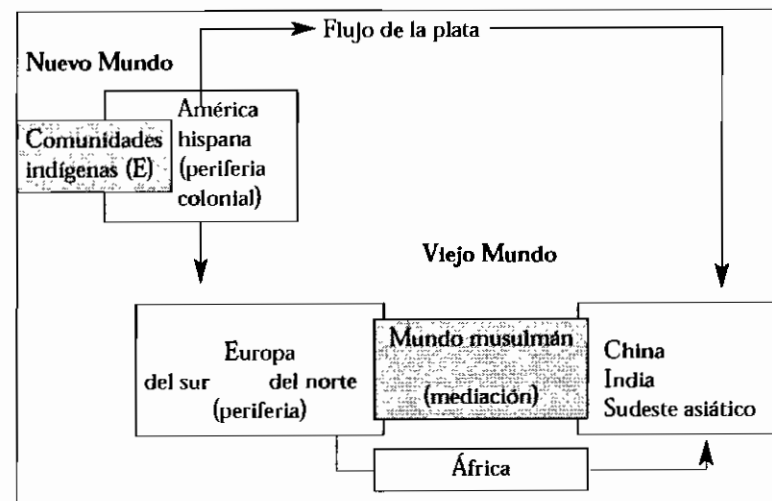 Flujo de la plata
Nuevo Mundo
América
hispana
(periferia
colonial)
Comunidades
indígenas (E)
Viejo Mundo
Europa
del sur del norte
(periferia)
Mundo musulmán
(mediación)
China
India
Sudeste asiático
África